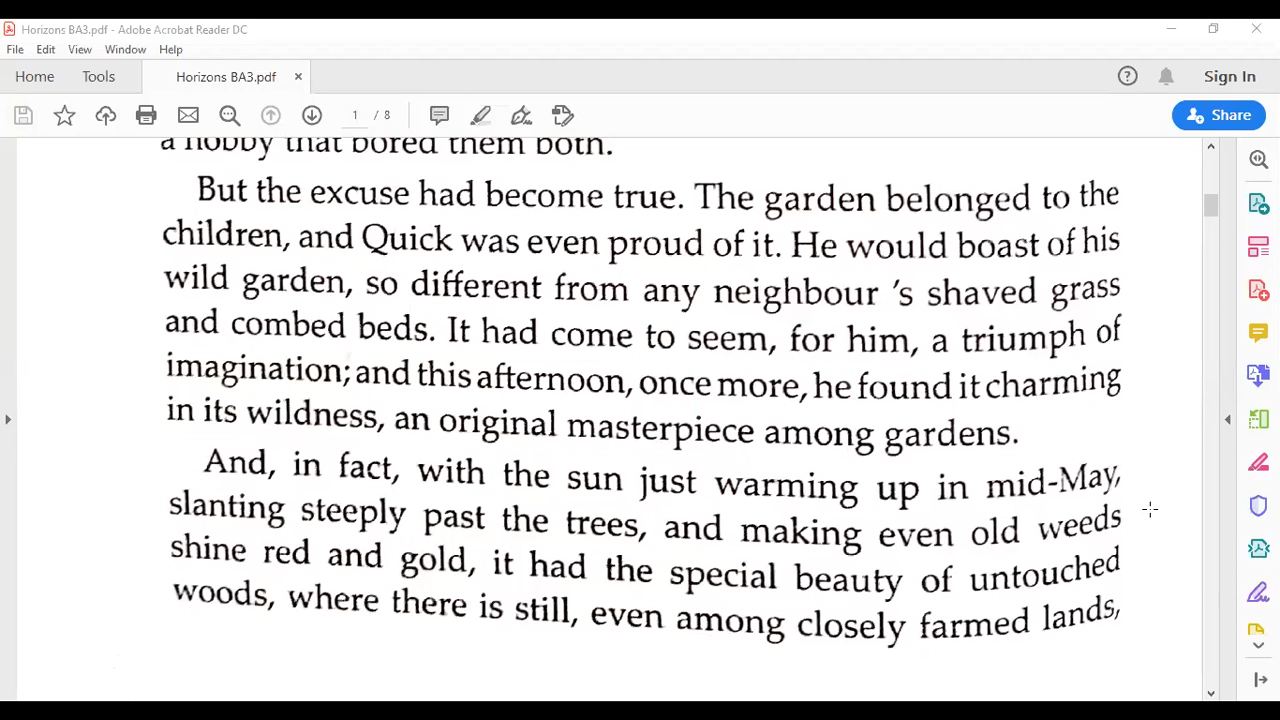 Horizons BA3.pdf - Adobe Acrobat Reader DC
File Edit View Window Help
Home Tools Horizons BA3.pdf × Sign In
1 / 8 Share
a hobby that bored them both.
But the excuse had become true. The garden belonged to the
children, and Quick was even proud of it. He would boast of his
wild garden, so different from any neighbour 's shaved grass
and combed beds. It had come to seem, for him, a triumph of
imagination; and this afternoon, once more, he found it charming
in its wildness, an original masterpiece among gardens.
And, in fact, with the sun just warming up in mid-May,
slanting steeply past the trees, and making even old weeds
shine red and gold, it had the special beauty of untouched
woods, where there is still, even among closely farmed lands,